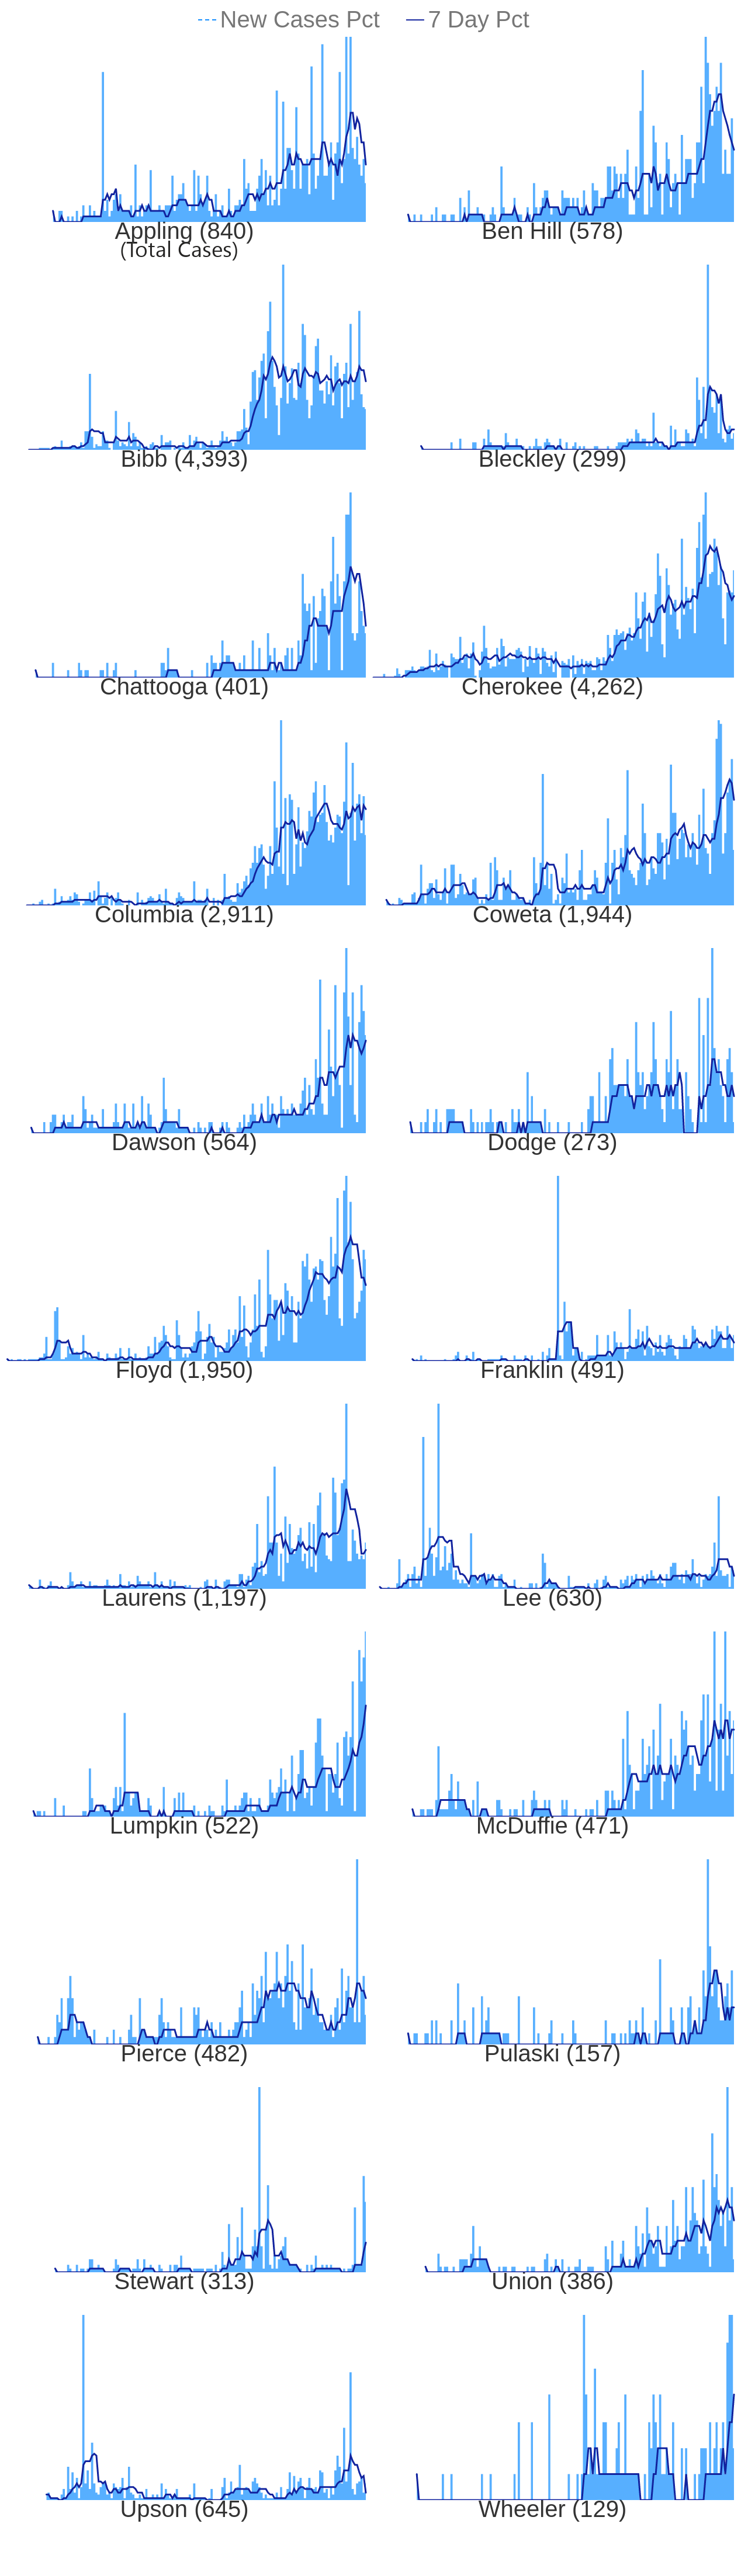 New Cases Pct 7 Day Pct
Appling (840) Ben Hill (578)
(Total Cases)
Bibb (4,393) Bleckley (299)
Chattooga (401) Cherokee (4,262)
Columbia (2,911) Coweta (1,944)
Dawson (564) Dodge (273)
Floyd (1,950) Franklin (491)
Laurens (1,197) Lee (630)
Lumpkin (522) McDuffie (471)
Pierce (482) Pulaski (157)
Stewart (313) Union (386)
Upson (645) Wheeler (129)